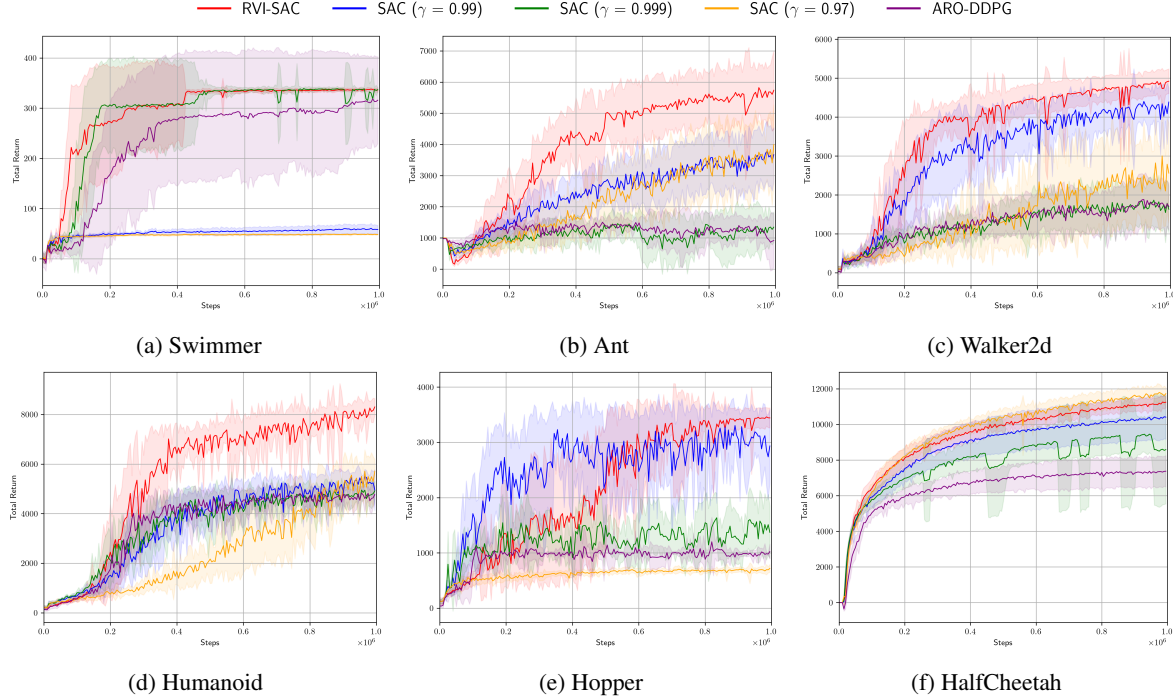 RVI-SAC SAC (γ = 0.99) SAC (γ = 0.999) SAC (γ = 0.97) ARO-DDPG
400
300
200
100
0
Total Return
0.0 0.2 0.4 0.6 0.8 1.0
Steps
×10⁶
(a) Swimmer
7000
6000
5000
4000
3000
2000
1000
0
Total Return
0.0 0.2 0.4 0.6 0.8 1.0
Steps
×10⁶
(b) Ant
6000
5000
4000
3000
2000
1000
0
Total Return
0.0 0.2 0.4 0.6 0.8 1.0
Steps
×10⁶
(c) Walker2d
8000
6000
4000
2000
0
Total Return
0.0 0.2 0.4 0.6 0.8 1.0
Steps
×10⁶
(d) Humanoid
4000
3000
2000
1000
0
Total Return
0.0 0.2 0.4 0.6 0.8 1.0
Steps
×10⁶
(e) Hopper
12000
10000
8000
6000
4000
2000
0
Total Return
0.0 0.2 0.4 0.6 0.8 1.0
Steps
×10⁶
(f) HalfCheetah